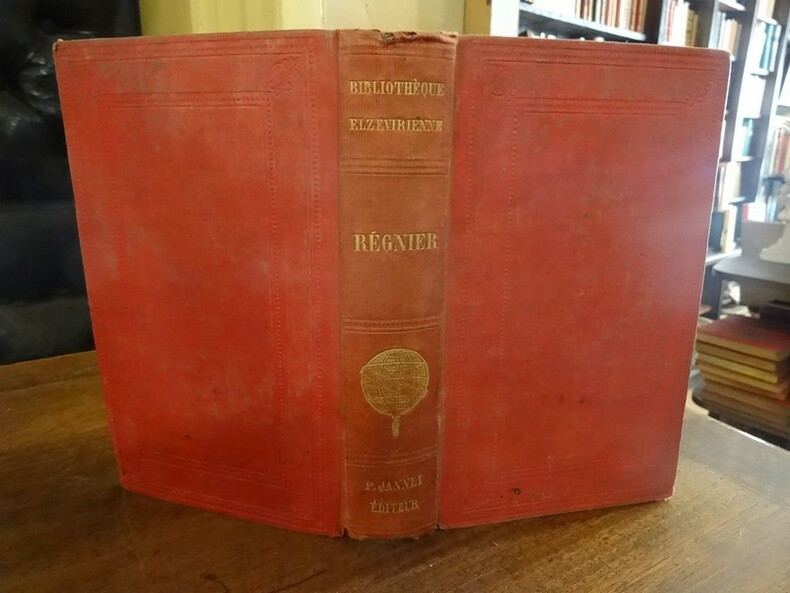 BIBLIOTHÈQUE
ELZEVIRIENNE
RÉGNIER
P. JANNET
ÉDITEUR